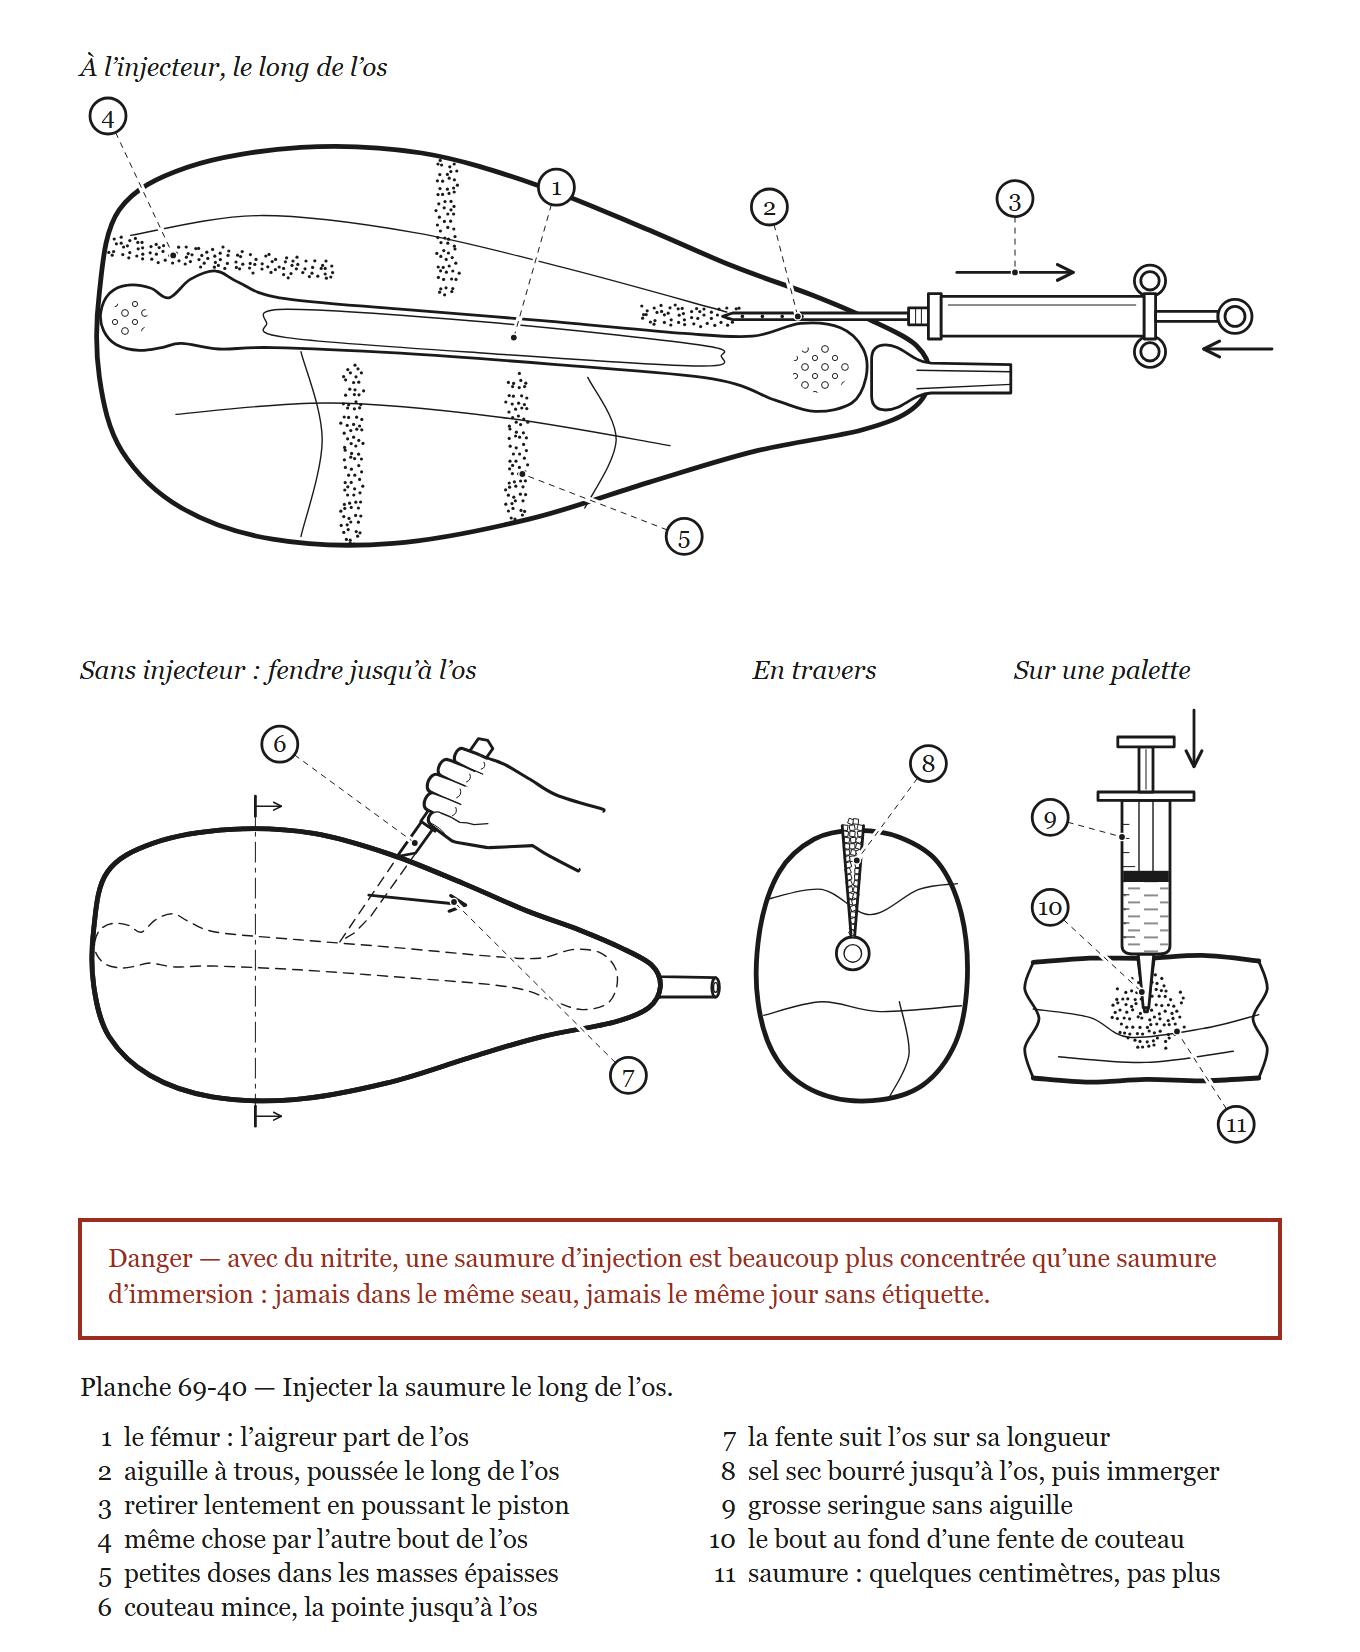 À l’injecteur, le long de l’os
4
1
2
3
5
Sans injecteur : fendre jusqu’à l’os
En travers
Sur une palette
6
8
9
10
7
11
Danger — avec du nitrite, une saumure d’injection est beaucoup plus concentrée qu’une saumure
d’immersion : jamais dans le même seau, jamais le même jour sans étiquette.
Planche 69-40 — Injecter la saumure le long de l’os.
1 le fémur : l’aigreur part de l’os
2 aiguille à trous, poussée le long de l’os
3 retirer lentement en poussant le piston
4 même chose par l’autre bout de l’os
5 petites doses dans les masses épaisses
6 couteau mince, la pointe jusqu’à l’os
7 la fente suit l’os sur sa longueur
8 sel sec bourré jusqu’à l’os, puis immerger
9 grosse seringue sans aiguille
10 le bout au fond d’une fente de couteau
11 saumure : quelques centimètres, pas plus